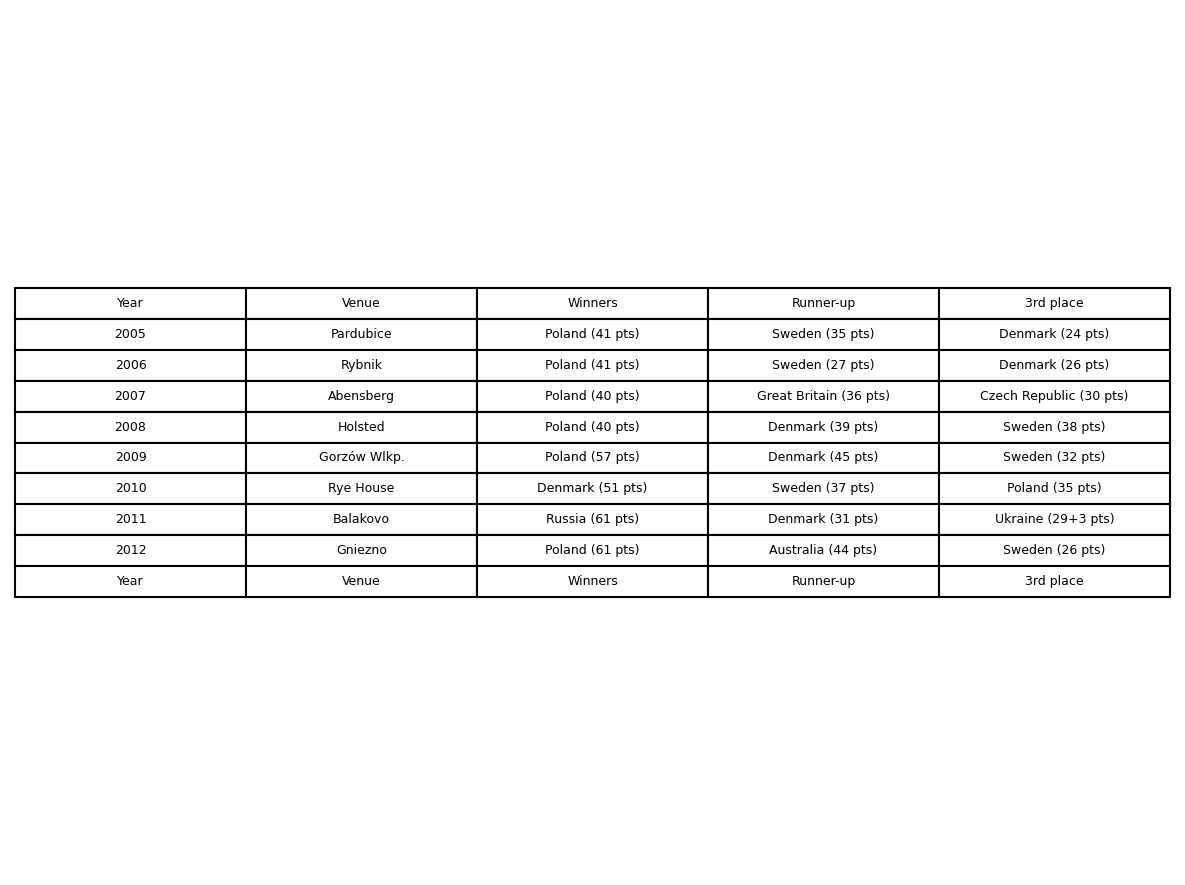 Year Venue Winners Runner-up 3rd place
2005 Pardubice Poland (41 pts) Sweden (35 pts) Denmark (24 pts)
2006 Rybnik Poland (41 pts) Sweden (27 pts) Denmark (26 pts)
2007 Abensberg Poland (40 pts) Great Britain (36 pts) Czech Republic (30 pts)
2008 Holsted Poland (40 pts) Denmark (39 pts) Sweden (38 pts)
2009 Gorzów Wlkp. Poland (57 pts) Denmark (45 pts) Sweden (32 pts)
2010 Rye House Denmark (51 pts) Sweden (37 pts) Poland (35 pts)
2011 Balakovo Russia (61 pts) Denmark (31 pts) Ukraine (29+3 pts)
2012 Gniezno Poland (61 pts) Australia (44 pts) Sweden (26 pts)
Year Venue Winners Runner-up 3rd place